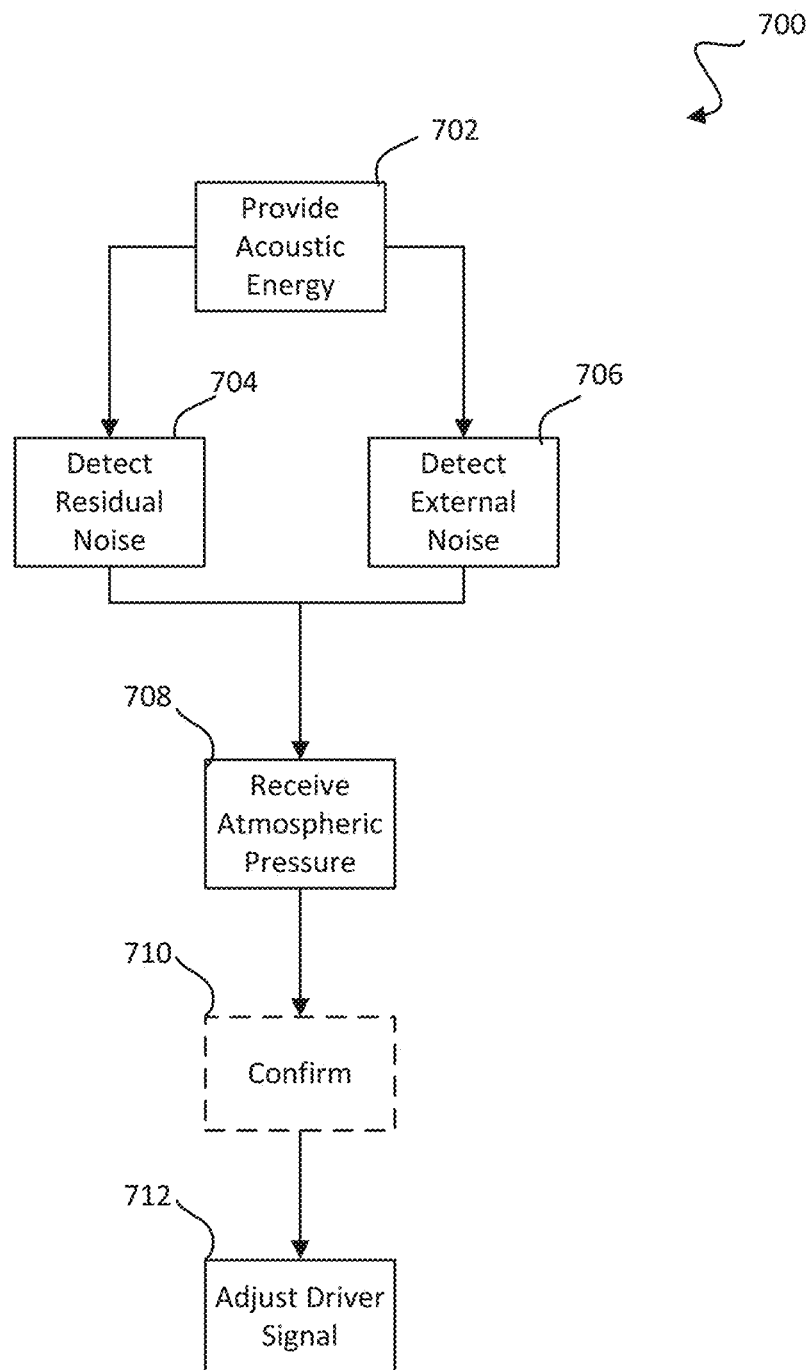 700
702
Provide
Acoustic
Energy
704
Detect
Residual
Noise
706
Detect
External
Noise
708
Receive
Atmospheric
Pressure
710
Confirm
712
Adjust Driver
Signal